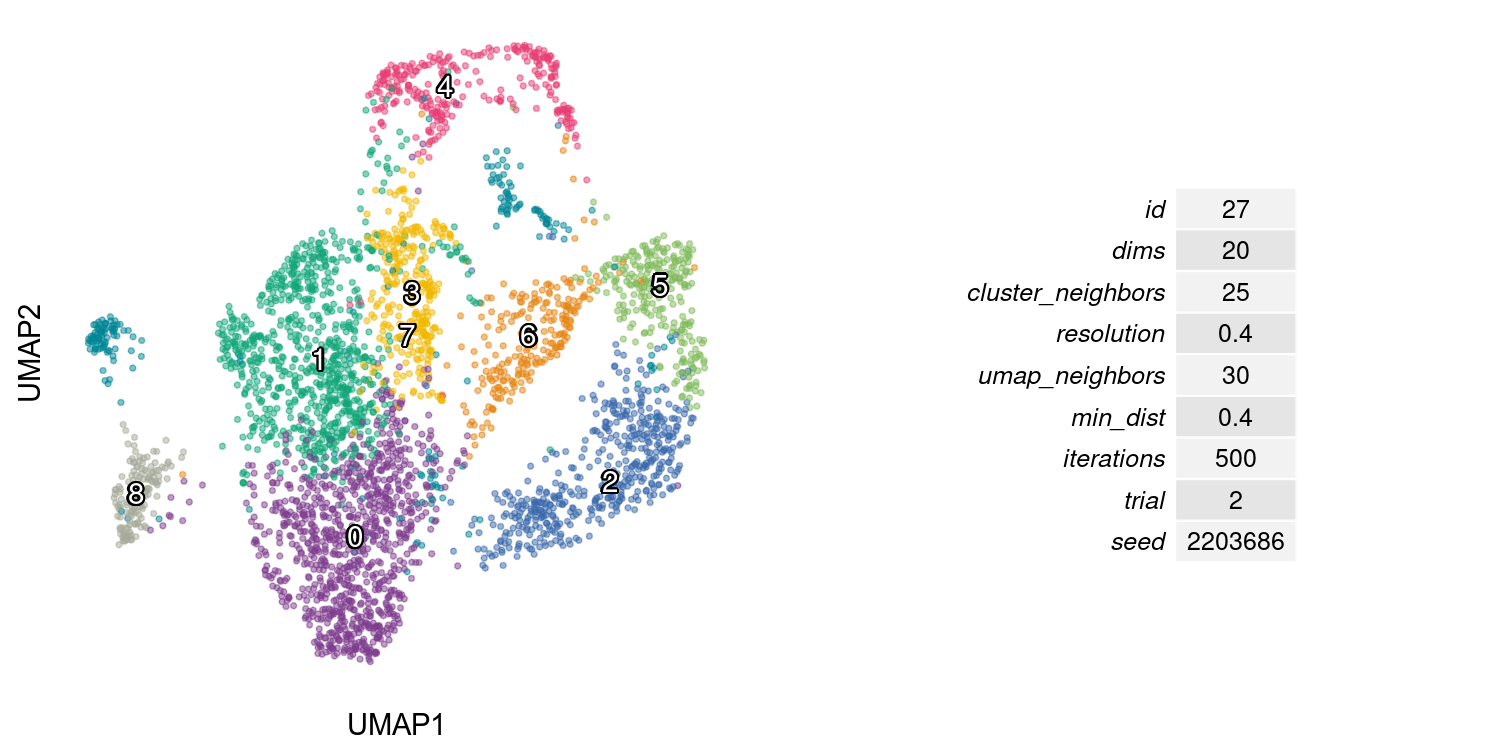 4
5
3
7
6
1
2
8
0
UMAP2
UMAP1
id 27
dims 20
cluster_neighbors 25
resolution 0.4
umap_neighbors 30
min_dist 0.4
iterations 500
trial 2
seed 2203686